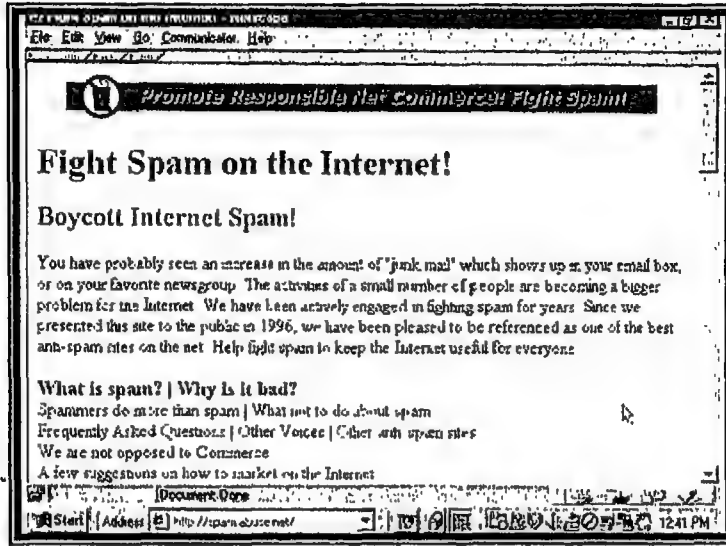 Fight Spam on the Internet - Netscape
File Edit View Go Communicator Help
Promote Responsible Net Commerce: Fight Spam!
Fight Spam on the Internet!
Boycott Internet Spam!
You have probably seen an increase in the amount of "junk mail" which shows up in your email box,
or on your favorite newsgroup. The activities of a small number of people are becoming a bigger
problem for the Internet. We have been actively engaged in fighting spam for years. Since we
presented this site to the public in 1996, we have been pleased to be referenced as one of the best
anti-spam sites on the net. Help fight spam to keep the Internet useful for everyone
What is spam? | Why is it bad?
Spammers do more than spam | What not to do about spam
Frequently Asked Questions | Other Voices | Other anti-spam sites
We are not opposed to Commerce
A few suggestions on how to market on the Internet
Document: Done
Start Address http://spam.abuse.net/ 12:41 PM